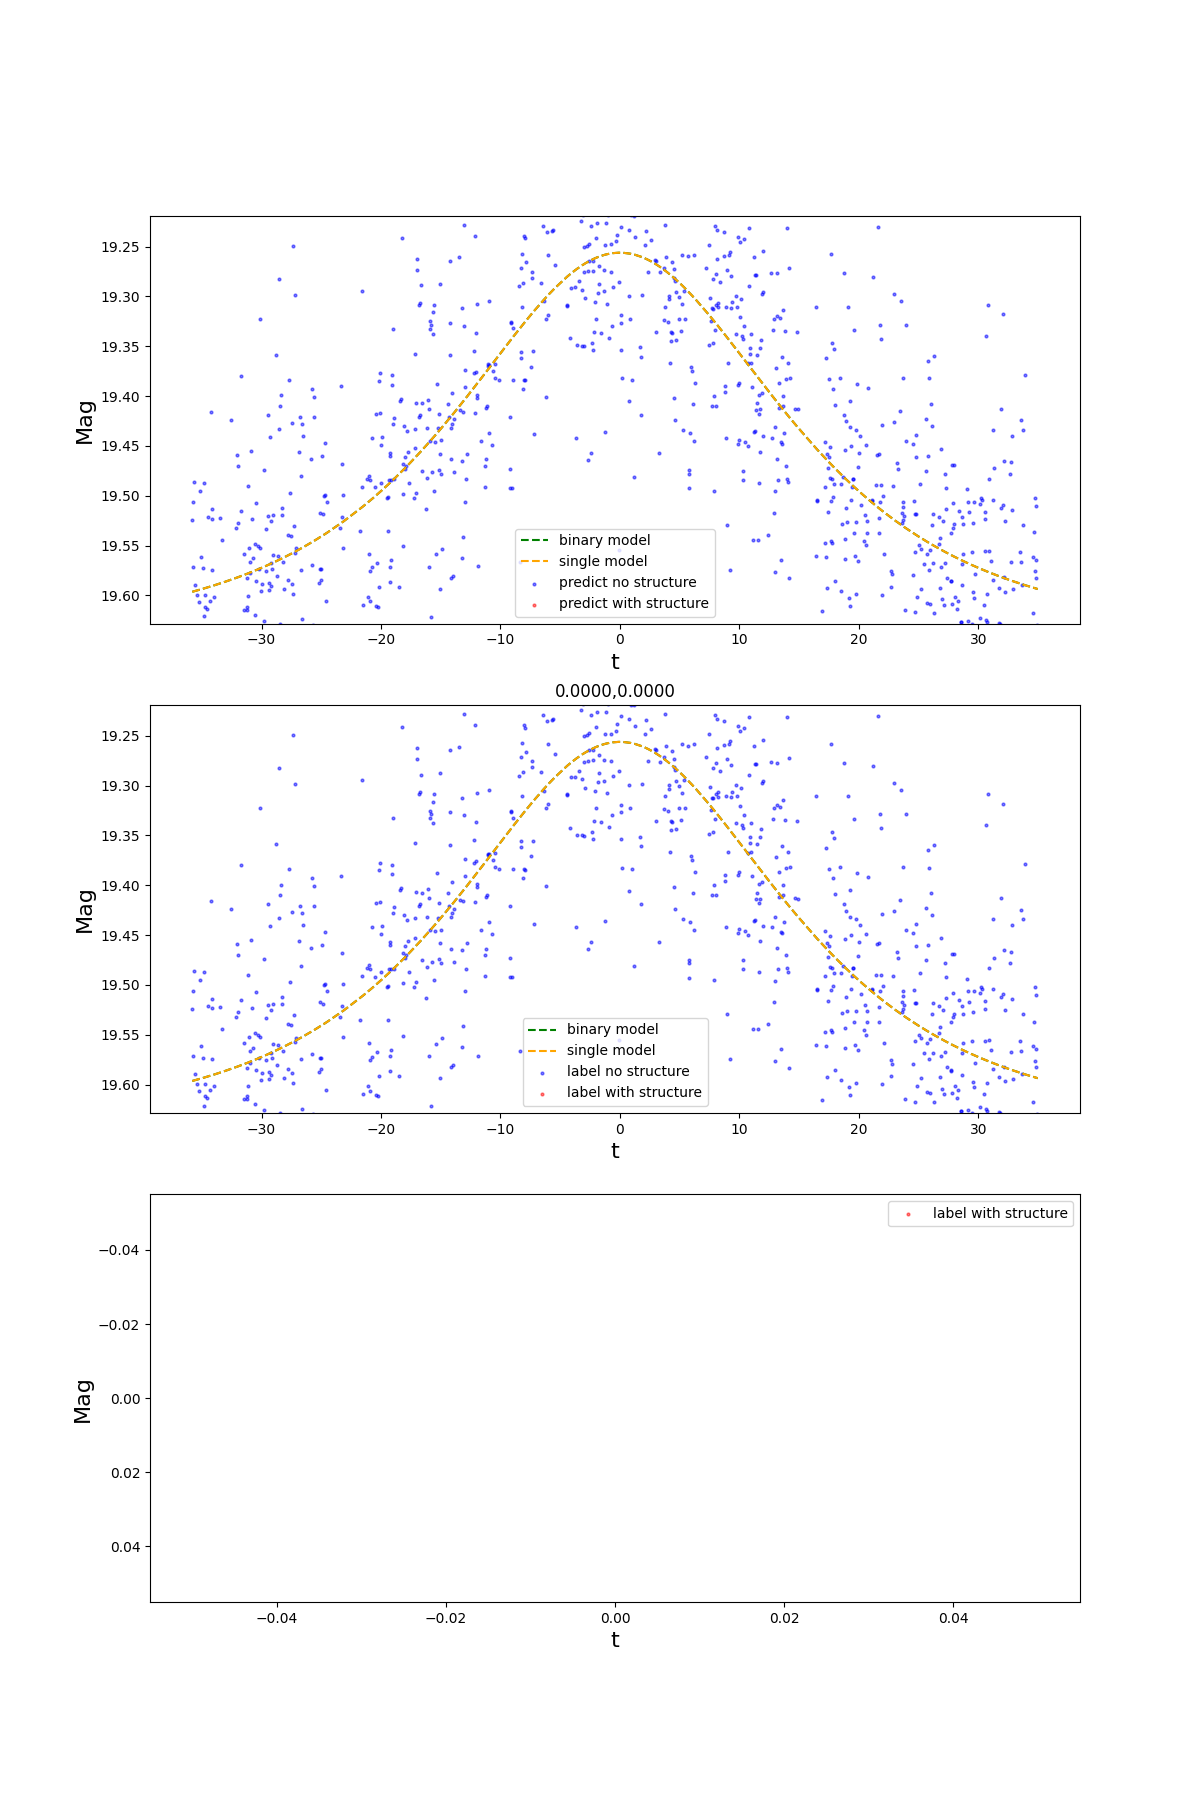 19.25
19.30
19.35
19.40
19.45
19.50
19.55
19.60
Mag
binary model
single model
predict no structure
predict with structure
−30
−20
−10
0
10
20
30
t
0.0000,0.0000
19.25
19.30
19.35
19.40
19.45
19.50
19.55
19.60
Mag
binary model
single model
label no structure
label with structure
−30
−20
−10
0
10
20
30
t
label with structure
−0.04
−0.02
0.00
0.02
0.04
Mag
−0.04
−0.02
0.00
0.02
0.04
t